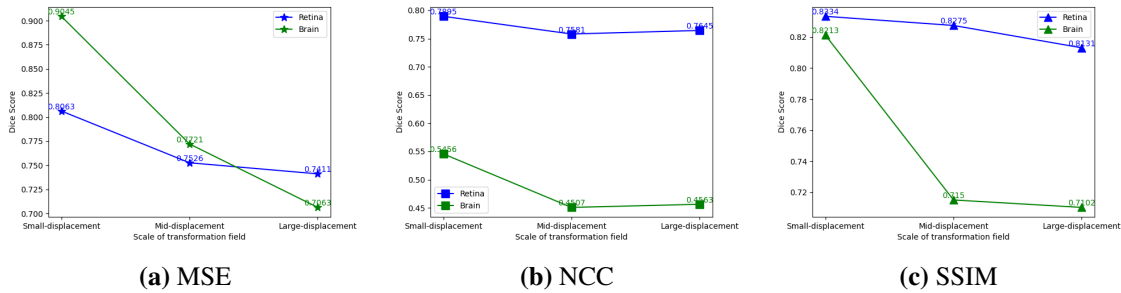 0.900
0.875
0.850
0.825
0.800
0.775
0.750
0.725
0.700
Dice Score
0.9045
0.8063
0.7721
0.7526
0.7411
0.7063
Retina
Brain
Small-displacement
Mid-displacement
Large-displacement
Scale of transformation field
(a) MSE
0.80
0.75
0.70
0.65
0.60
0.55
0.50
0.45
Dice Score
0.7895
0.7581
0.7645
0.5456
0.4507
0.4563
Retina
Brain
Small-displacement
Mid-displacement
Large-displacement
Scale of transformation field
(b) NCC
0.82
0.80
0.78
0.76
0.74
0.72
Dice Score
0.8334
0.8275
0.8131
0.8213
0.715
0.7102
Retina
Brain
Small-displacement
Mid-displacement
Large-displacement
Scale of transformation field
(c) SSIM